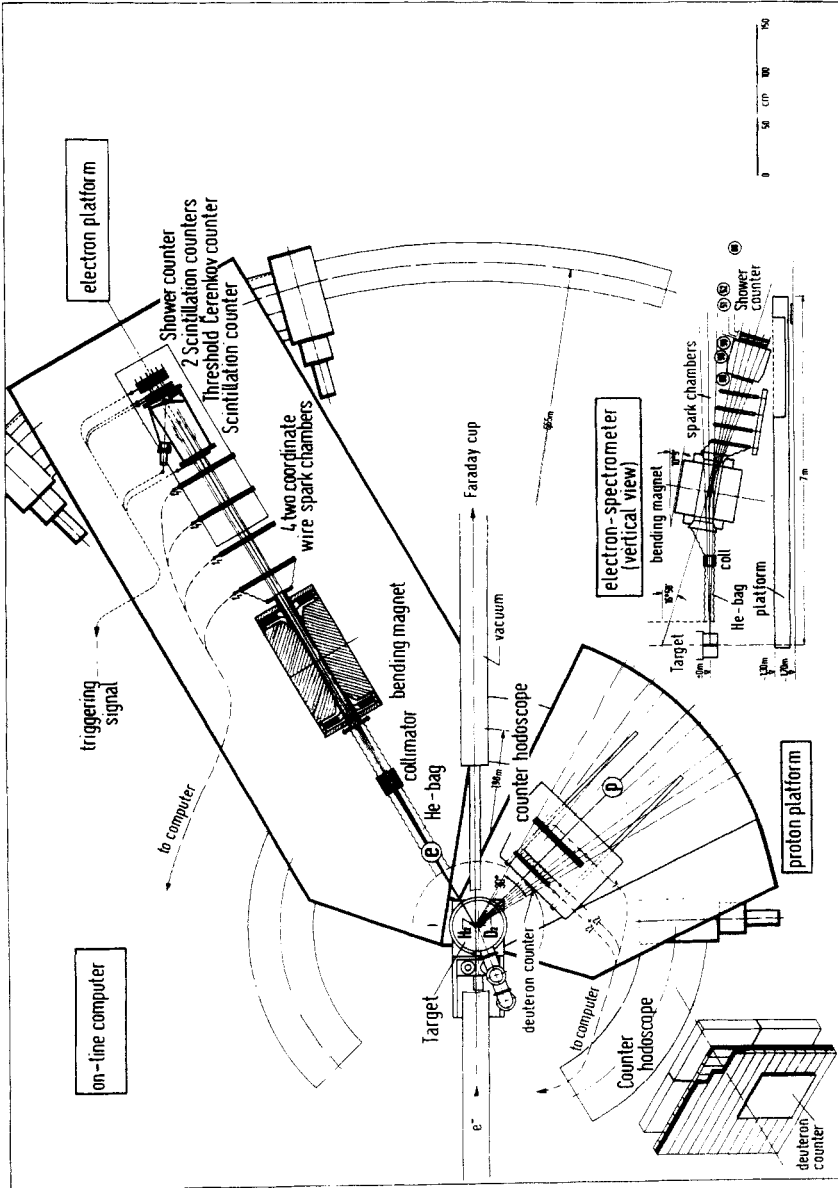 on-line computer
to computer
triggering
signal
electron platform
Shower counter
2 Scintillation counters
Threshold Cerenkov counter
Scintillation counter
4 two coordinate
wire spark chambers
bending magnet
collimator
He-bag
e
Target
H₂
D₂
e⁻
Faraday cup
vacuum
counter hodoscope
p
deuteron counter
to computer
proton platform
Counter
hodoscope
deuteron
counter
electron-spectrometer
(vertical view)
bending magnet
spark chambers
Shower
counter
Target
coll
He-bag
platform
7m
0
50
cm
100
150